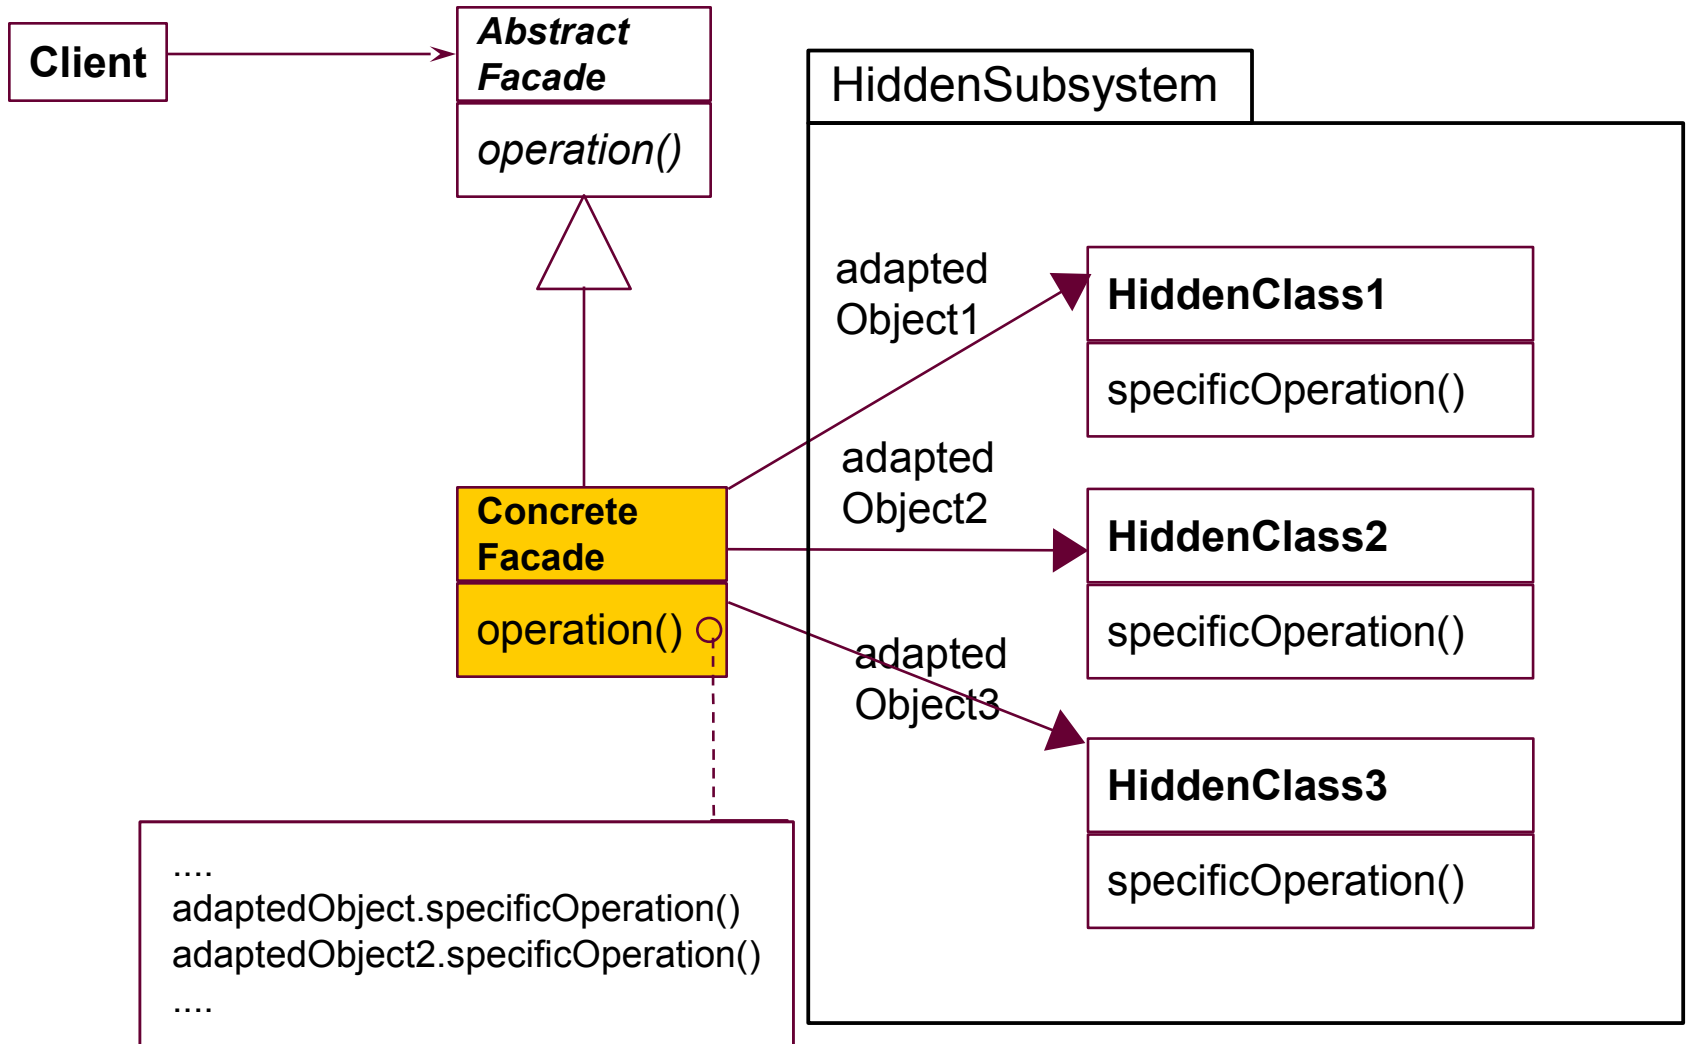 Client
Abstract
Facade
operation()
HiddenSubsystem
adapted
Object1
HiddenClass1
specificOperation()
adapted
Object2
HiddenClass2
specificOperation()
Concrete
Facade
operation()
adapted
Object3
HiddenClass3
specificOperation()
....
adaptedObject.specificOperation()
adaptedObject2.specificOperation()
....